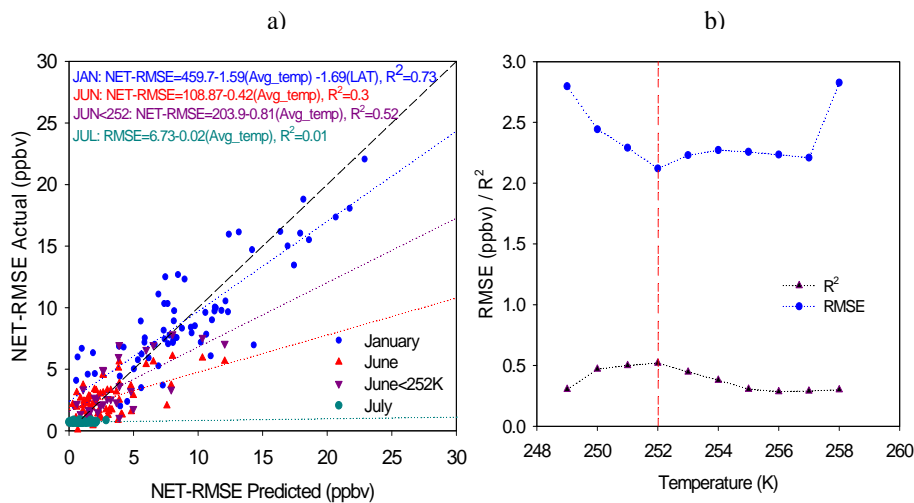 a)
b)
NET-RMSE Actual (ppbv)
30
25
20
15
10
5
0
JAN: NET-RMSE=459.7-1.59(Avg_temp) -1.69(LAT), R²=0.73
JUN: NET-RMSE=108.87-0.42(Avg_temp), R²=0.3
JUN<252: NET-RMSE=203.9-0.81(Avg_temp), R²=0.52
JUL: RMSE=6.73-0.02(Avg_temp), R²=0.01
January
June
June<252K
July
0 5 10 15 20 25 30
NET-RMSE Predicted (ppbv)
RMSE (ppbv) / R²
3.0
2.5
2.0
1.5
1.0
0.5
0.0
R²
RMSE
248 250 252 254 256 258 260
Temperature (K)